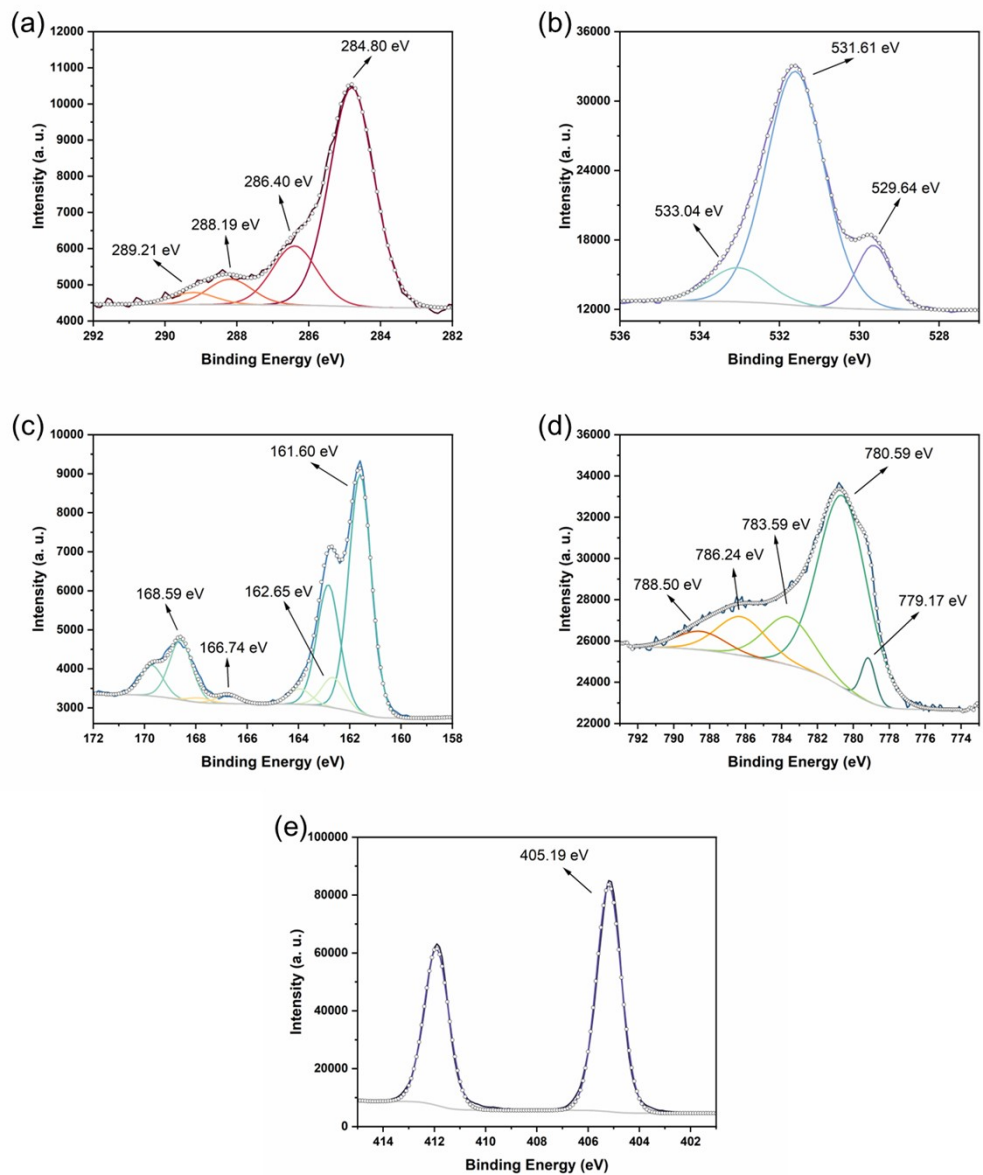 (a)
12000
11000
10000
9000
8000
7000
6000
5000
4000
Intensity (a. u.)
284.80 eV
286.40 eV
288.19 eV
289.21 eV
292 290 288 286 284 282
Binding Energy (eV)
(b)
36000
30000
24000
18000
12000
Intensity (a. u.)
531.61 eV
529.64 eV
533.04 eV
536 534 532 530 528
Binding Energy (eV)
(c)
10000
9000
8000
7000
6000
5000
4000
3000
Intensity (a. u.)
161.60 eV
162.65 eV
168.59 eV
166.74 eV
172 170 168 166 164 162 160 158
Binding Energy (eV)
(d)
36000
34000
32000
30000
28000
26000
24000
22000
Intensity (a. u.)
780.59 eV
783.59 eV
786.24 eV
788.50 eV
779.17 eV
792 790 788 786 784 782 780 778 776 774
Binding Energy (eV)
(e)
100000
80000
60000
40000
20000
0
Intensity (a. u.)
405.19 eV
414 412 410 408 406 404 402
Binding Energy (eV)